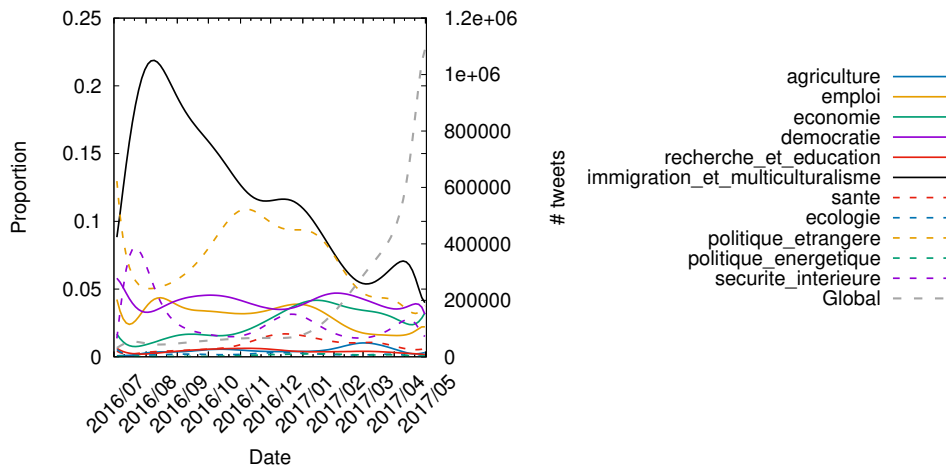 0.25
0.2
0.15
0.1
0.05
0
Proportion
1.2e+06
1e+06
800000
600000
400000
200000
0
# tweets
2016/07
2016/08
2016/09
2016/10
2016/11
2016/12
2017/01
2017/02
2017/03
2017/04
2017/05
Date
agriculture
emploi
economie
democratie
recherche_et_education
immigration_et_multiculturalisme
sante
ecologie
politique_etrangere
politique_energetique
securite_interieure
Global